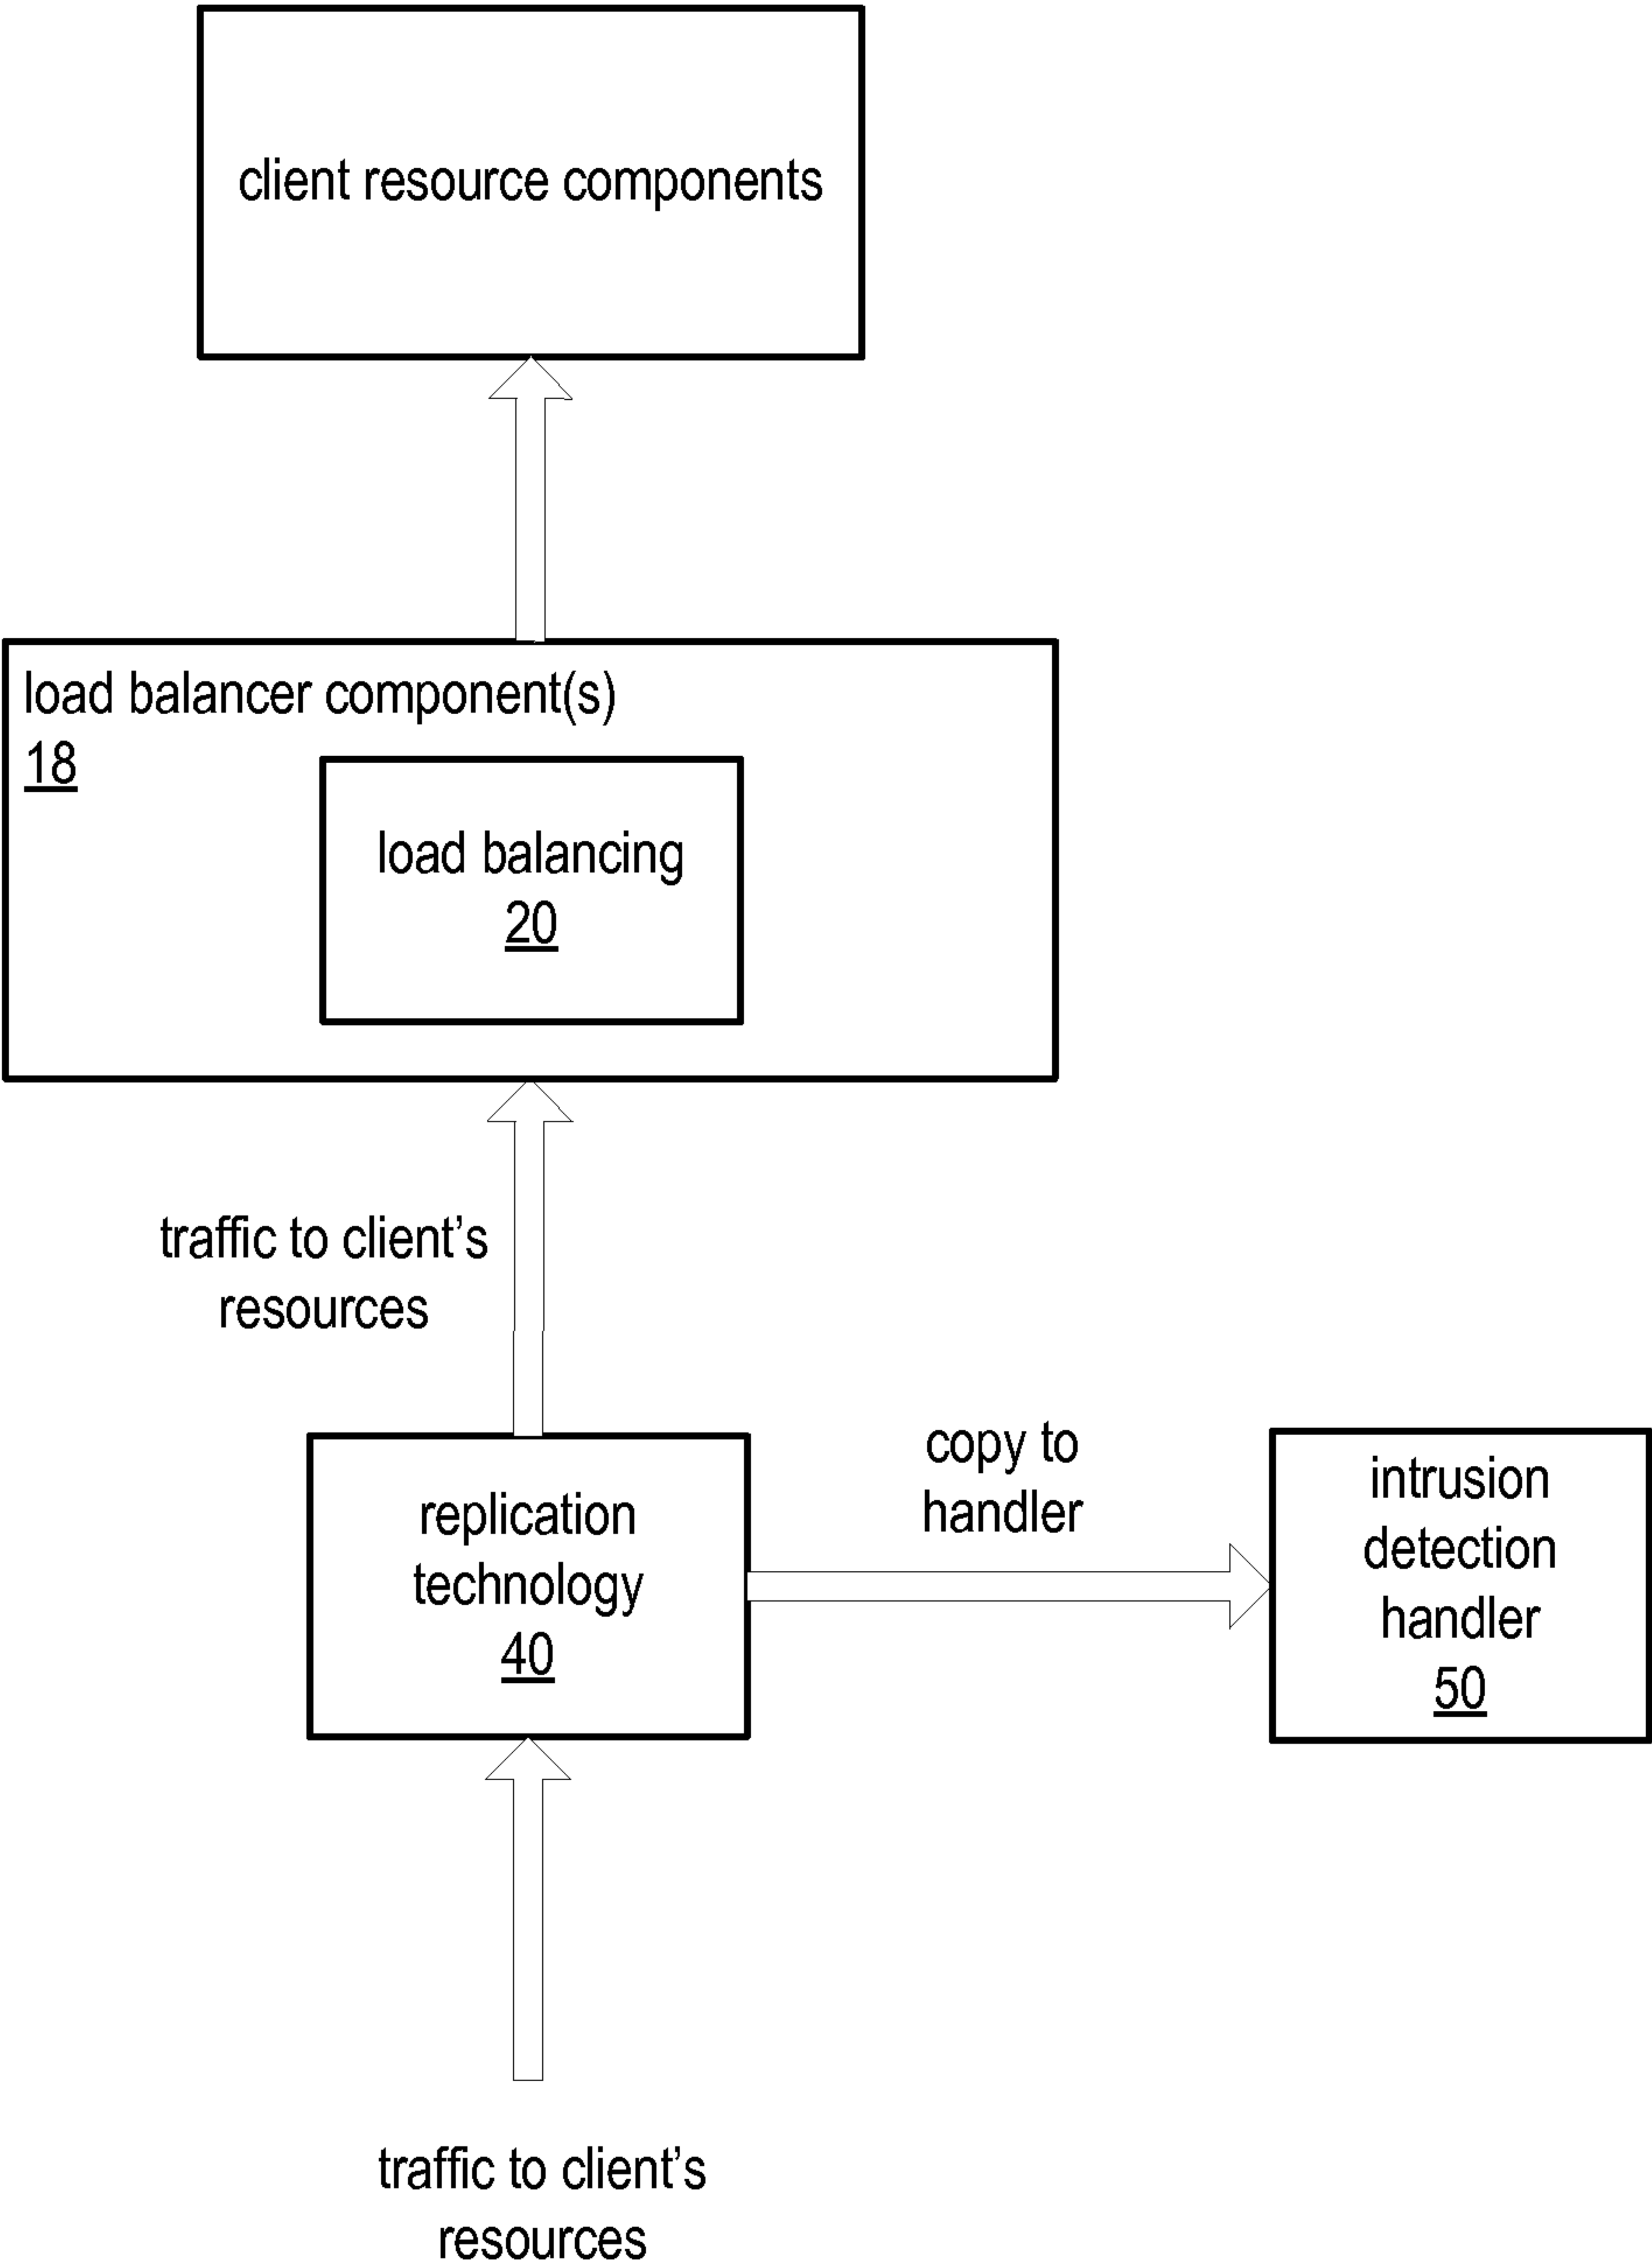 client resource components
load balancer component(s)
18
load balancing
20
traffic to client's
resources
copy to
handler
replication
technology
40
intrusion
detection
handler
50
traffic to client's
resources